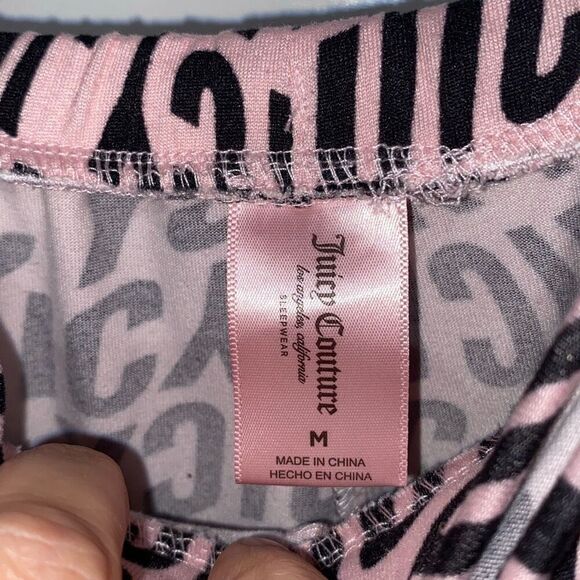 Juicy Couture
los angeles, california
SLEEPWEAR
M
MADE IN CHINA
HECHO EN CHINA